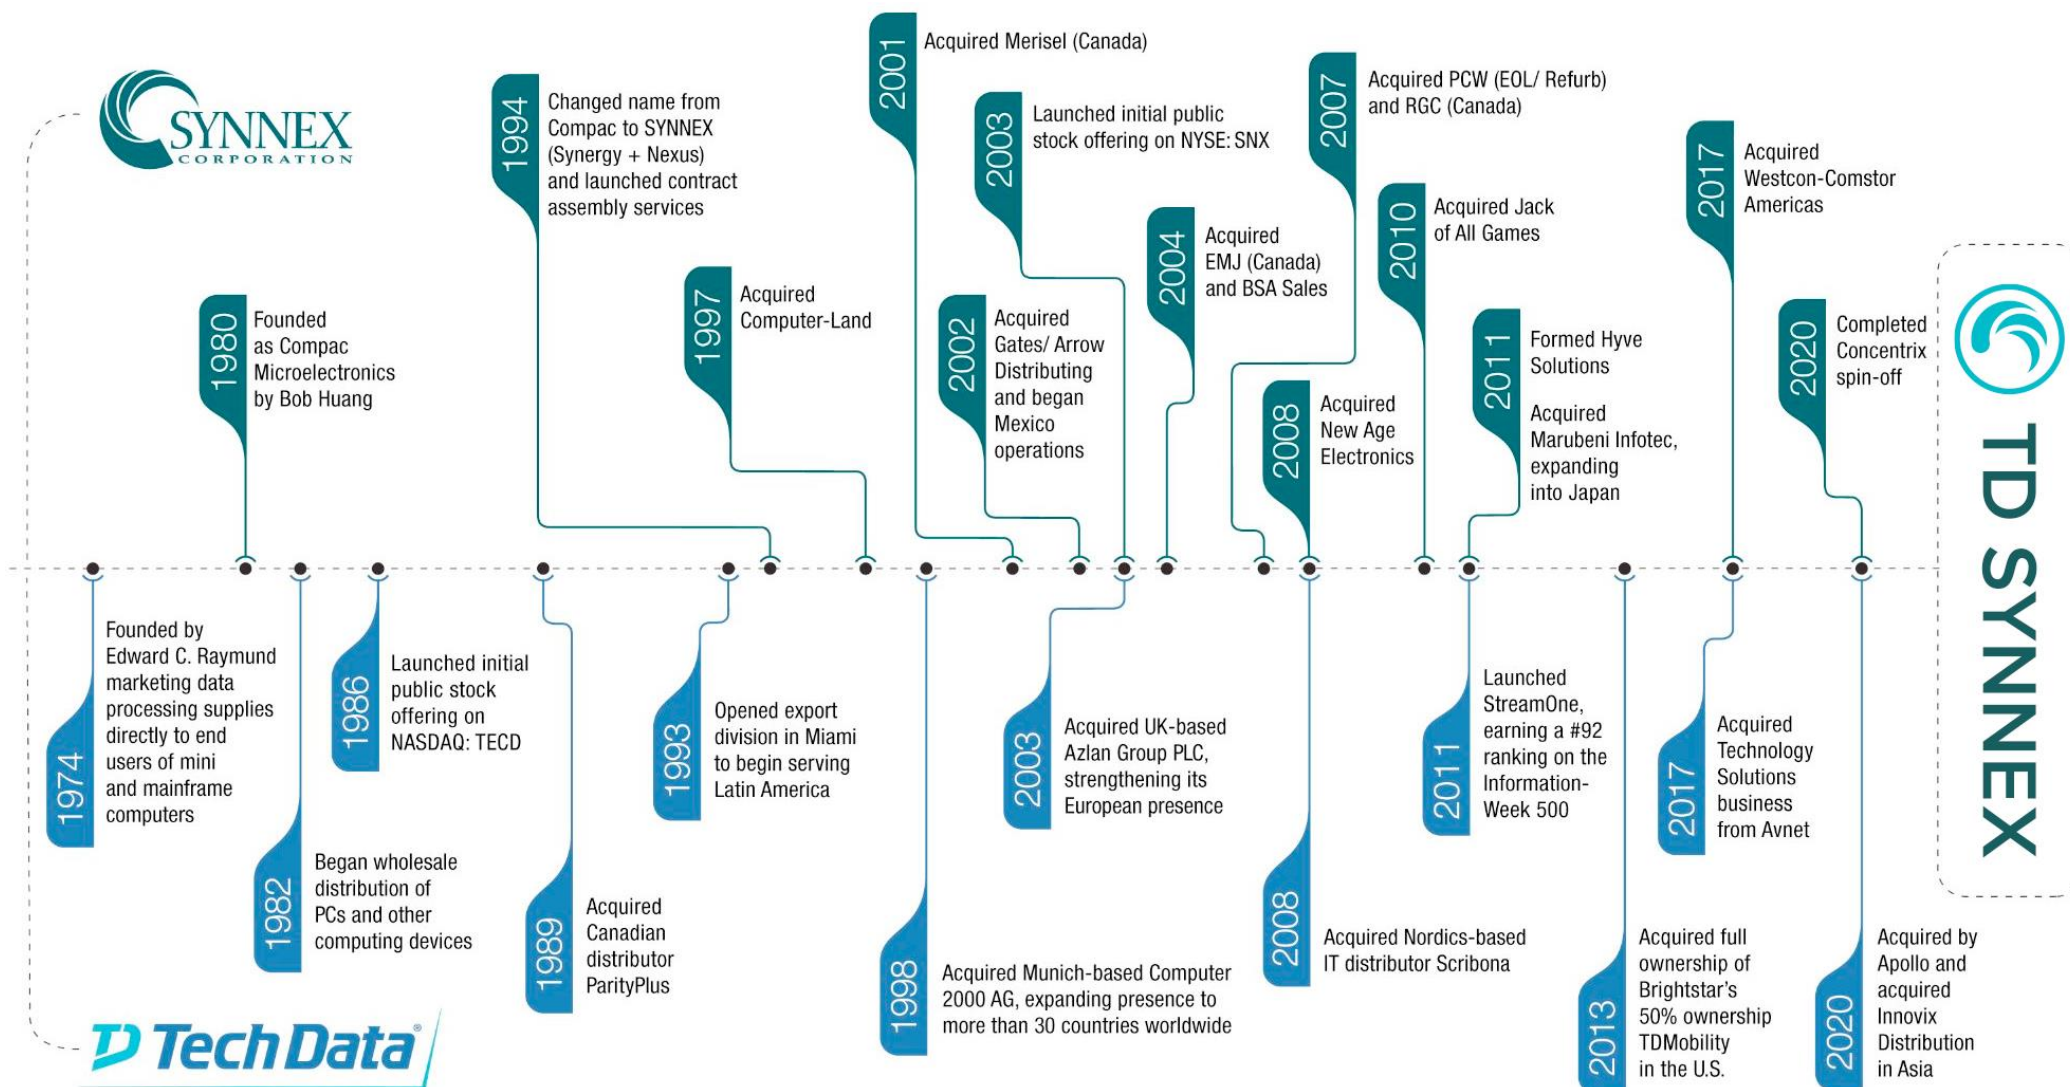 SYNNEX
CORPORATION
1980
Founded
as Compac
Microelectronics
by Bob Huang
1994
Changed name from
Compac to SYNNEX
(Synergy + Nexus)
and launched contract
assembly services
1997
Acquired
Computer-Land
2001
Acquired Merisel (Canada)
2002
Acquired
Gates/ Arrow
Distributing
and began
Mexico
operations
2003
Launched initial public
stock offering on NYSE: SNX
2004
Acquired
EMJ (Canada)
and BSA Sales
2007
Acquired PCW (EOL/ Refurb)
and RGC (Canada)
2008
Acquired
New Age
Electronics
2010
Acquired Jack
of All Games
2011
Formed Hyve
Solutions
Acquired
Marubeni Infotec,
expanding
into Japan
2017
Acquired
Westcon-Comstor
Americas
2020
Completed
Concentrix
spin-off
TD SYNNEX
1974
Founded by
Edward C. Raymund
marketing data
processing supplies
directly to end
users of mini
and mainframe
computers
1982
Began wholesale
distribution of
PCs and other
computing devices
1986
Launched initial
public stock
offering on
NASDAQ: TECD
1989
Acquired
Canadian
distributor
ParityPlus
1993
Opened export
division in Miami
to begin serving
Latin America
1998
Acquired Munich-based Computer
2000 AG, expanding presence to
more than 30 countries worldwide
2003
Acquired UK-based
Azlan Group PLC,
strengthening its
European presence
2008
Acquired Nordics-based
IT distributor Scribona
2011
Launched
StreamOne,
earning a #92
ranking on the
Information-
Week 500
2013
Acquired full
ownership of
Brightstar’s
50% ownership
TDMobility
in the U.S.
2017
Acquired
Technology
Solutions
business
from Avnet
2020
Acquired by
Apollo and
acquired
Innovix
Distribution
in Asia
TD Tech Data®